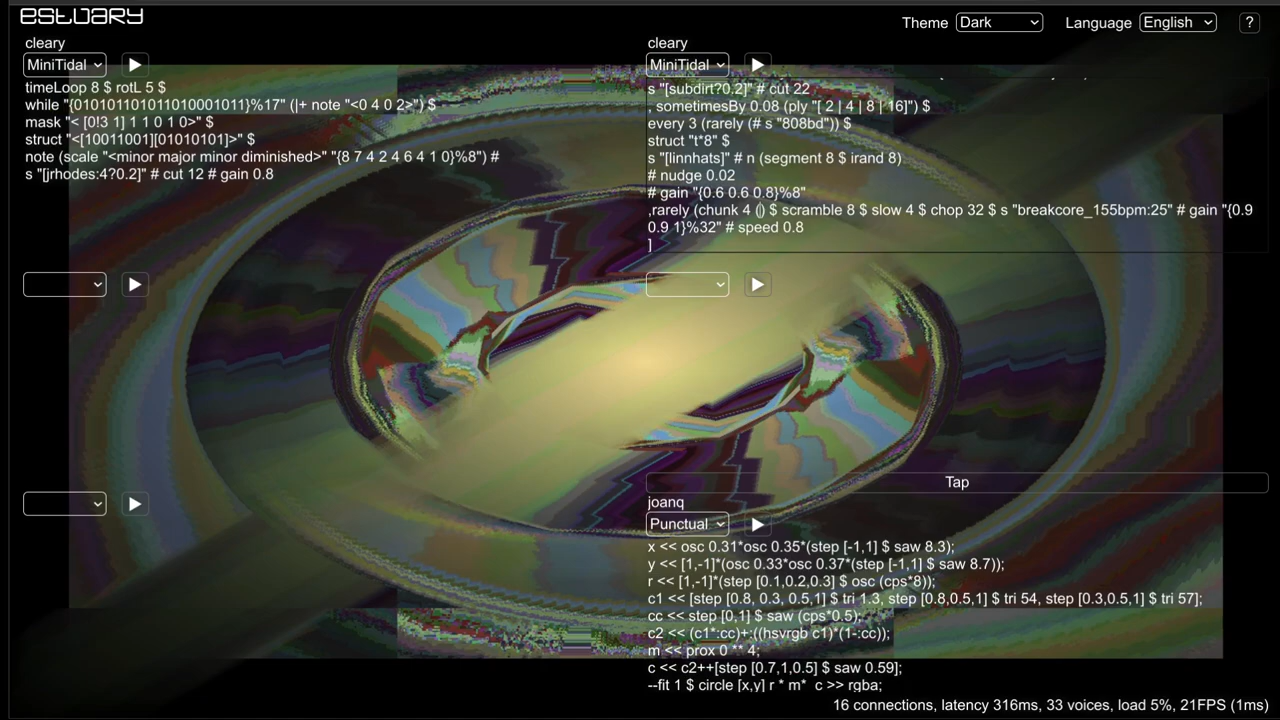 estuary
Theme Dark Language English ?
cleary
MiniTidal
timeLoop 8 $ rotL 5 $
while "{010101101011010001011}%17" (|+ note "<0 4 0 2>") $
mask "< [0!3 1] 1 1 0 1 0>" $
struct "<[10011001][01010101]>" $
note (scale "<minor major minor diminished>" "{8 7 4 2 4 6 4 1 0}%8") #
s "[jrhodes:4?0.2]" # cut 12 # gain 0.8
cleary
MiniTidal
s "[subdirt?0.2]" # cut 22
, sometimesBy 0.08 (ply "[ 2 | 4 | 8 | 16]") $
every 3 (rarely (# s "808bd")) $
struct "t*8" $
s "[linnhats]" # n (segment 8 $ irand 8)
# nudge 0.02
# gain "{0.6 0.6 0.8}%8"
,rarely (chunk 4 () $ scramble 8 $ slow 4 $ chop 32 $ s "breakcore_155bpm:25" # gain "{0.9
0.9 1}%32" # speed 0.8
]
Tap
joanq
Punctual
x << osc 0.31*osc 0.35*(step [-1,1] $ saw 8.3);
y << [1,-1]*(osc 0.33*osc 0.37*(step [-1,1] $ saw 8.7));
r << [1,-1]*(step [0.1,0.2,0.3] $ osc (cps*8));
c1 << [step [0.8, 0.3, 0.5,1] $ tri 1.3, step [0.8,0.5,1] $ tri 54, step [0.3,0.5,1] $ tri 57];
cc << step [0,1] $ saw (cps*0.5);
c2 << (c1*:cc)+:((hsvrgb c1)*(1-:cc));
m << prox 0 ** 4;
c << c2++[step [0.7,1,0.5] $ saw 0.59];
--fit 1 $ circle [x,y] r * m* c >> rgba;
16 connections, latency 316ms, 33 voices, load 5%, 21FPS (1ms)